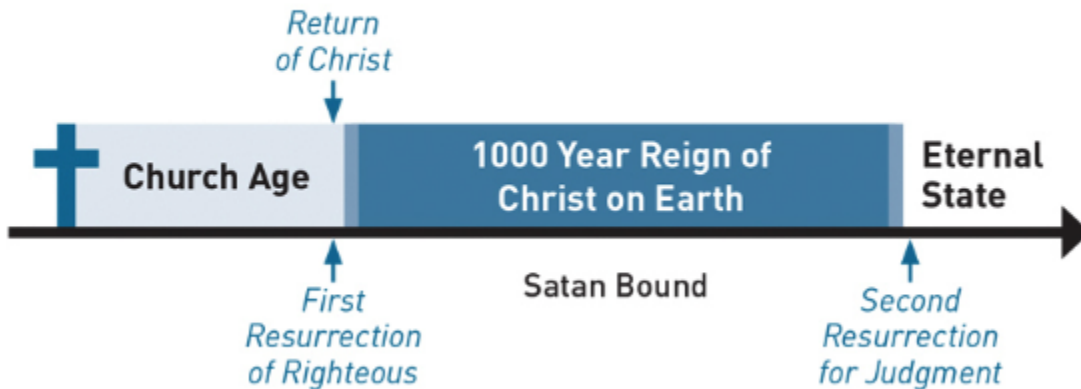 Return
of Christ
Church Age
1000 Year Reign of
Christ on Earth
Eternal
State
First
Resurrection
of Righteous
Satan Bound
Second
Resurrection
for Judgment